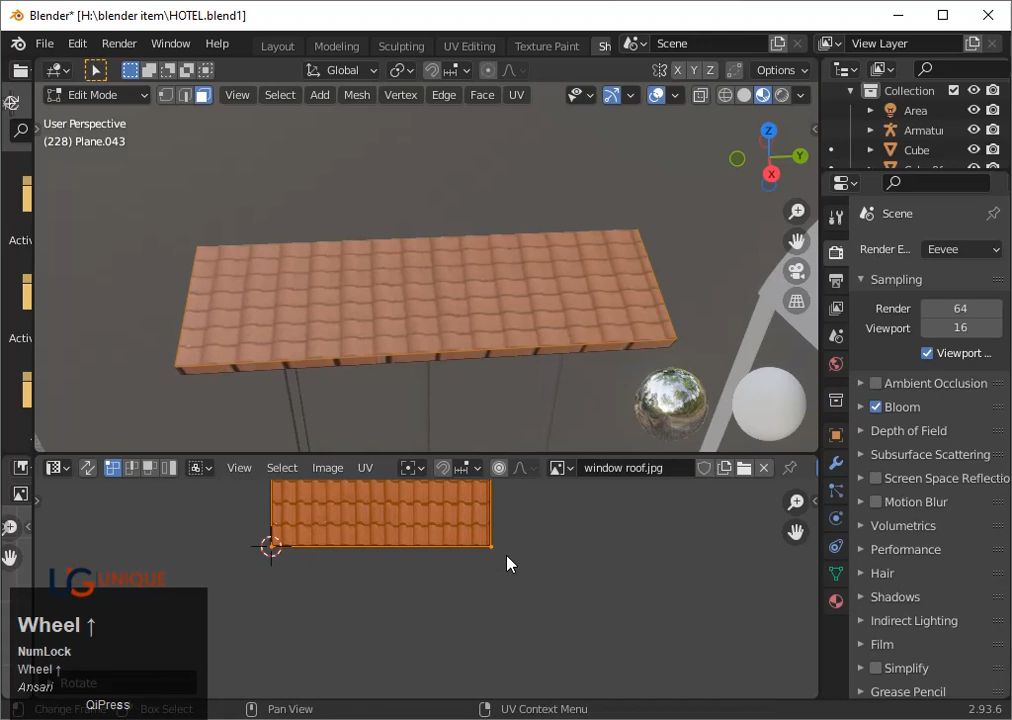 Blender* [H:\blender item\HOTEL.blend1]
File Edit Render Window Help Layout Modeling Sculpting UV Editing Texture Paint Sh Scene View Layer
Global Options
Edit Mode View Select Add Mesh Vertex Edge Face UV X Y Z
User Perspective
(228) Plane.043
Z
Y
X
Collection
Area
Armatu
Cube
Activ
Activ
Scene
Render E... Eevee
Sampling
Render 64
Viewport 16
Viewport ...
Ambient Occlusion
Bloom
Depth of Field
Subsurface Scattering
Screen Space Reflectio
Motion Blur
Volumetrics
Performance
Hair
Shadows
Indirect Lighting
Film
Simplify
Grease Pencil
View Select Image UV window roof.jpg
UNIQUE
Wheel ↑
NumLock
Wheel ↑
Ansari
Rotate
QiPress
Change Frame Box Select Pan View UV Context Menu 2.93.6